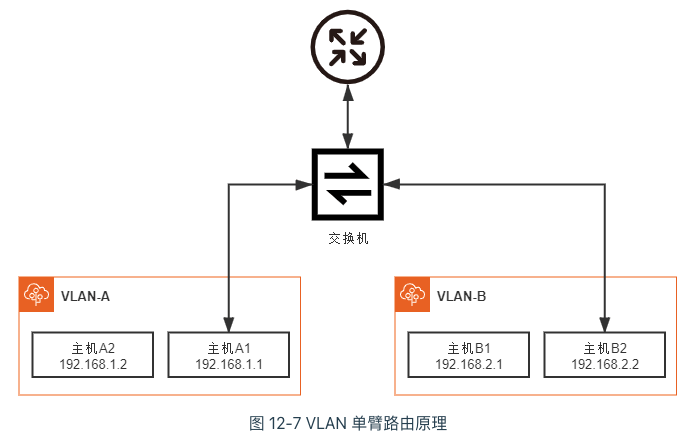 交换机
VLAN-A
主机A2
192.168.1.2
主机A1
192.168.1.1
VLAN-B
主机B1
192.168.2.1
主机B2
192.168.2.2
图 12-7 VLAN 单臂路由原理